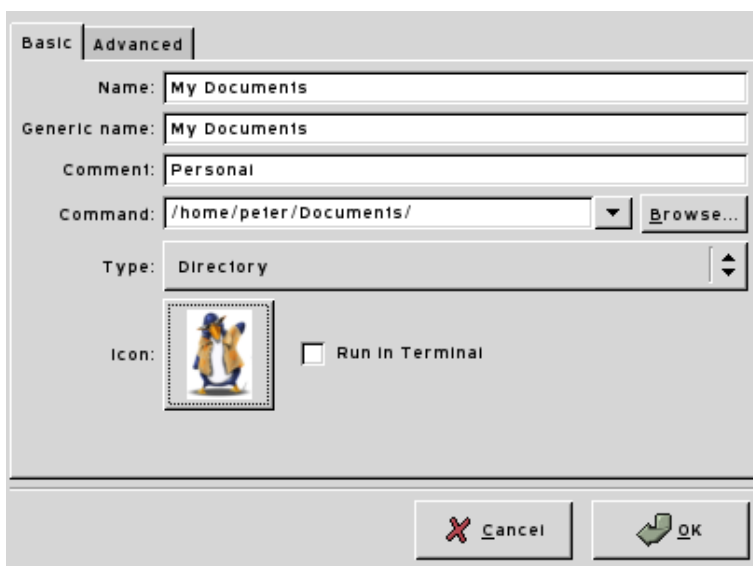 Basic Advanced
Name: My Documents
Generic name: My Documents
Comment: Personal
Command: /home/peter/Documents/ Browse...
Type: Directory
Icon: Run in Terminal
Cancel OK